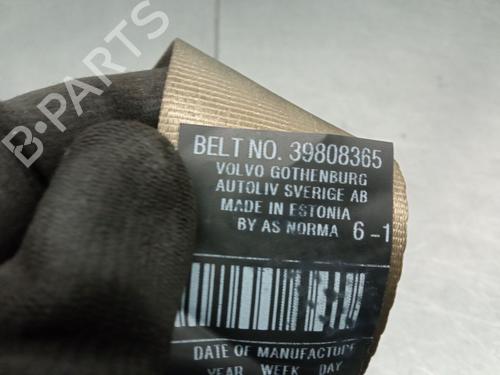 B-PARTS
BELT NO. 39808365
VOLVO GOTHENBURG
AUTOLIV SVERIGE AB
MADE IN ESTONIA
BY AS NORMA 6-1
DATE OF MANUFACTURE
YEAR WEEK DAY